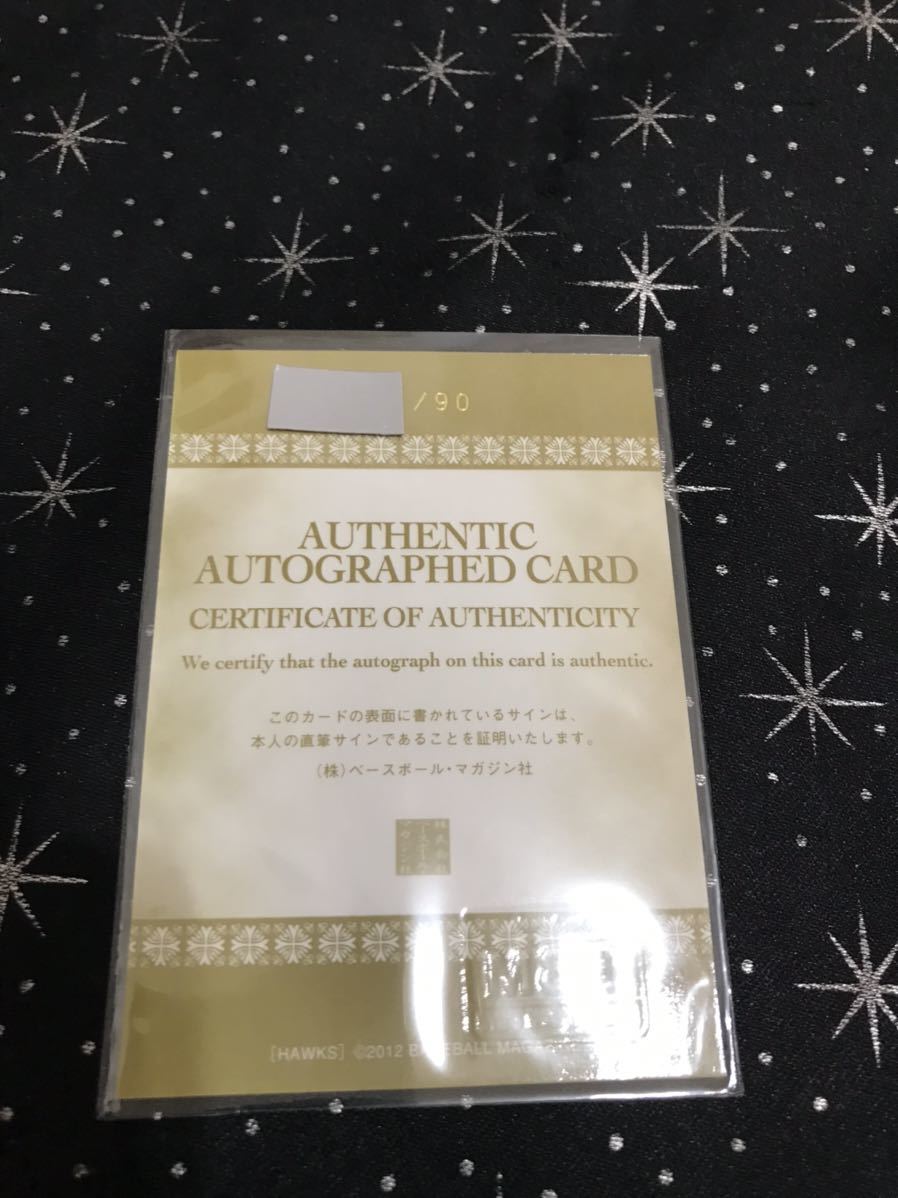 /90
AUTHENTIC
AUTOGRAPHED CARD
CERTIFICATE OF AUTHENTICITY
We certify that the autograph on this card is authentic.
このカードの表面に書かれているサインは、
本人の直筆サインであることを証明いたします。
(株)ベースボール・マガジン社
[HAWKS] ©2012 BASEBALL